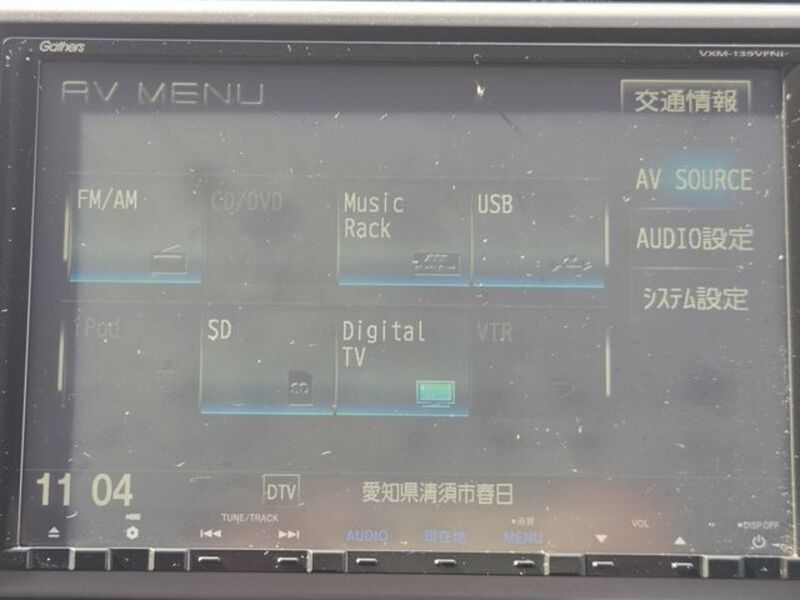 Gathers
VXM-135VFNi
AV MENU
交通情報
FM/AM
CD/DVD
Music
Rack
USB
AV SOURCE
AUDIO設定
システム設定
iPod
SD
SD
Digital
TV
VTR
11 04
DTV
愛知県清須市春日
TUNE/TRACK
AUDIO
現在地
画質
MENU
VOL
DISP.OFF